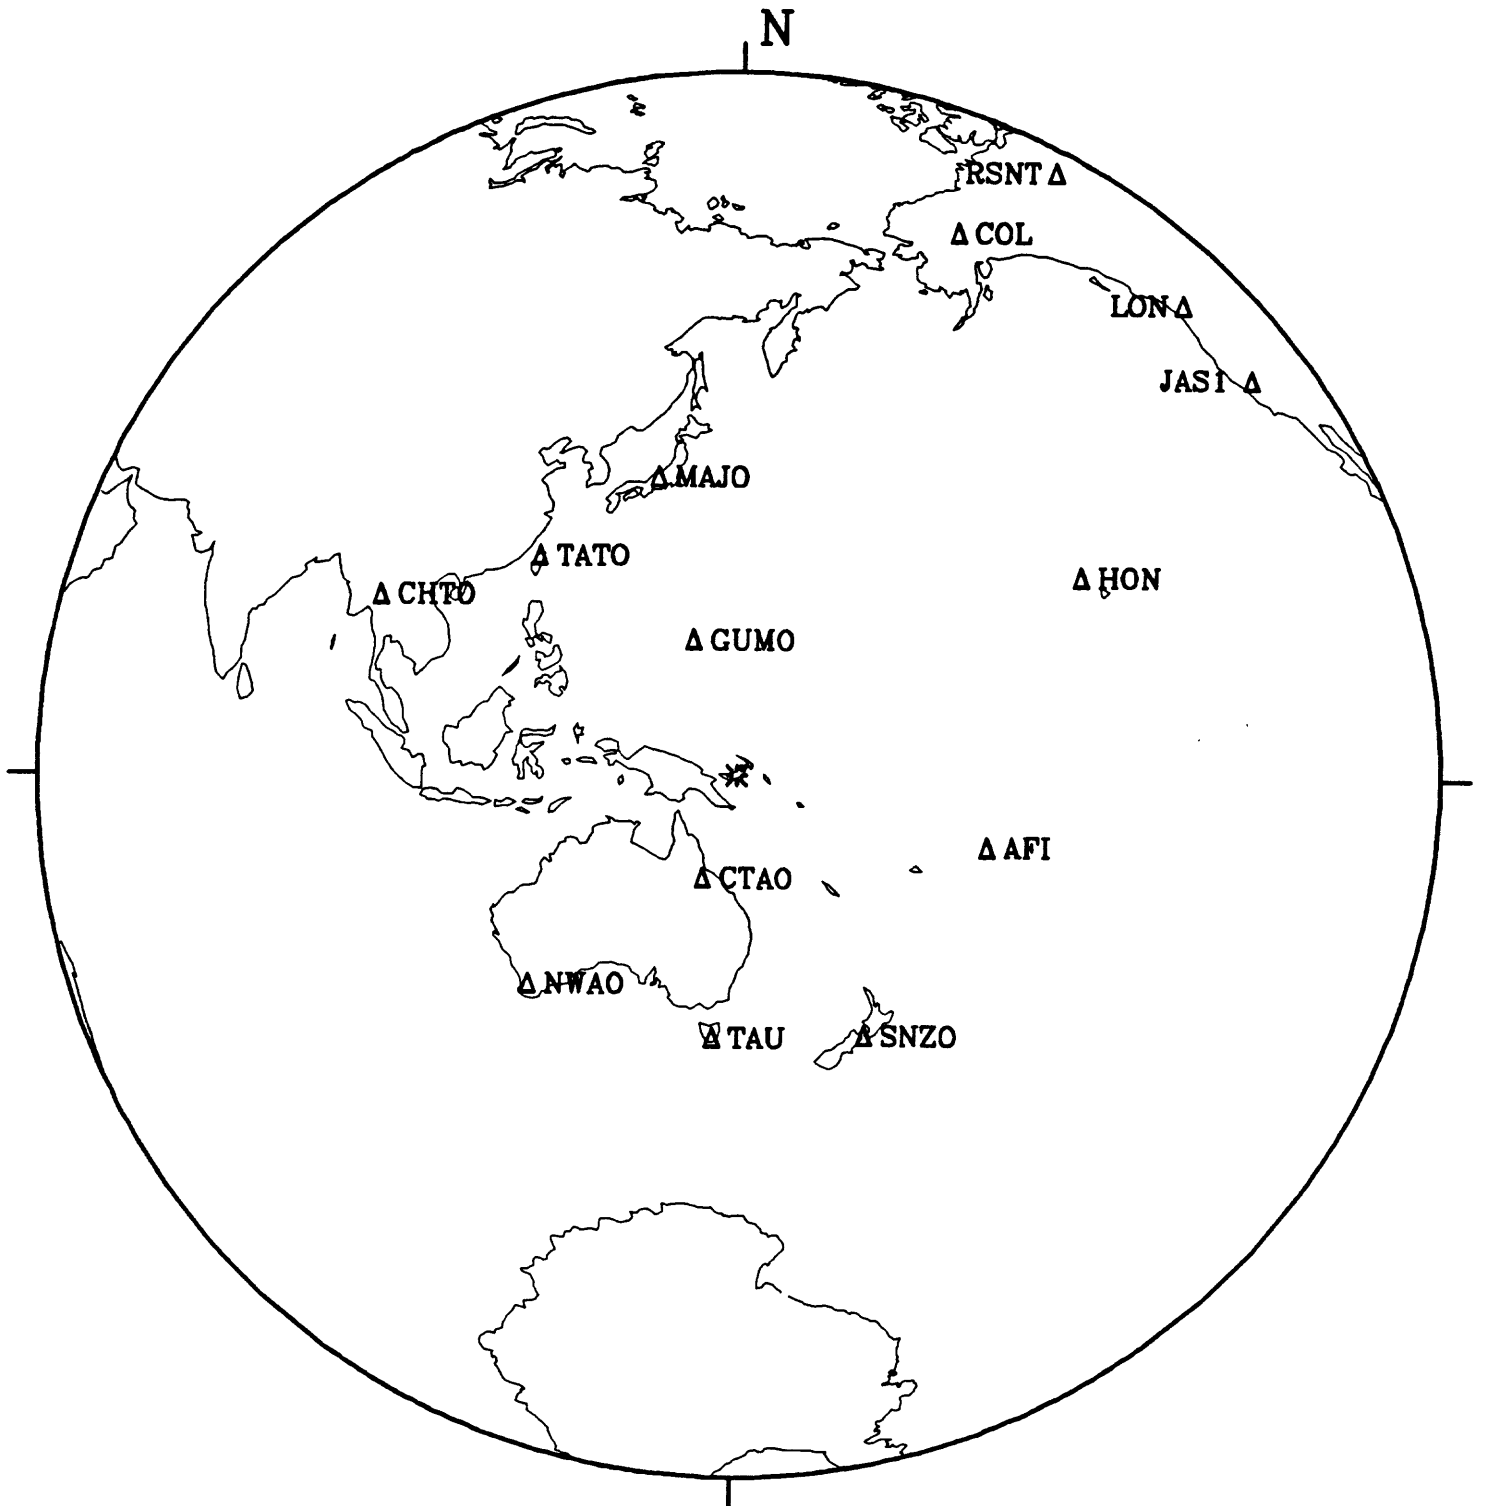 N
RSNT
COL
LON
JAS1
MAJO
TATO
HON
CHTO
GUMO
AFI
CTAO
NWAO
TAU
SNZO